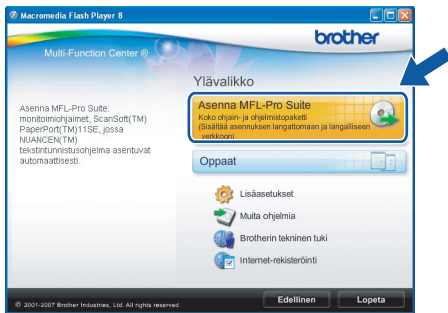 Macromedia Flash Player 8
brother
Multi-Function Center ®
Ylävalikko
Asenna MFL-Pro Suite:
monitoimiohjaimet, ScanSoft(TM)
PaperPort(TM)11SE, jossa
NUANCEN(TM)
tekstintunnistusohjelma asentuvat
automaattisesti.
Asenna MFL-Pro Suite
Koko ohjain- ja ohjelmistopaketti
(Sisältää asennuksen langattomaan ja langalliseen
verkkoon)
Oppaat
Lisäasetukset
Muita ohjelmia
Brotherin tekninen tuki
Internet-rekisteröinti
© 2001-2007 Brother Industries, Ltd. All rights reserved.
Edellinen
Lopeta